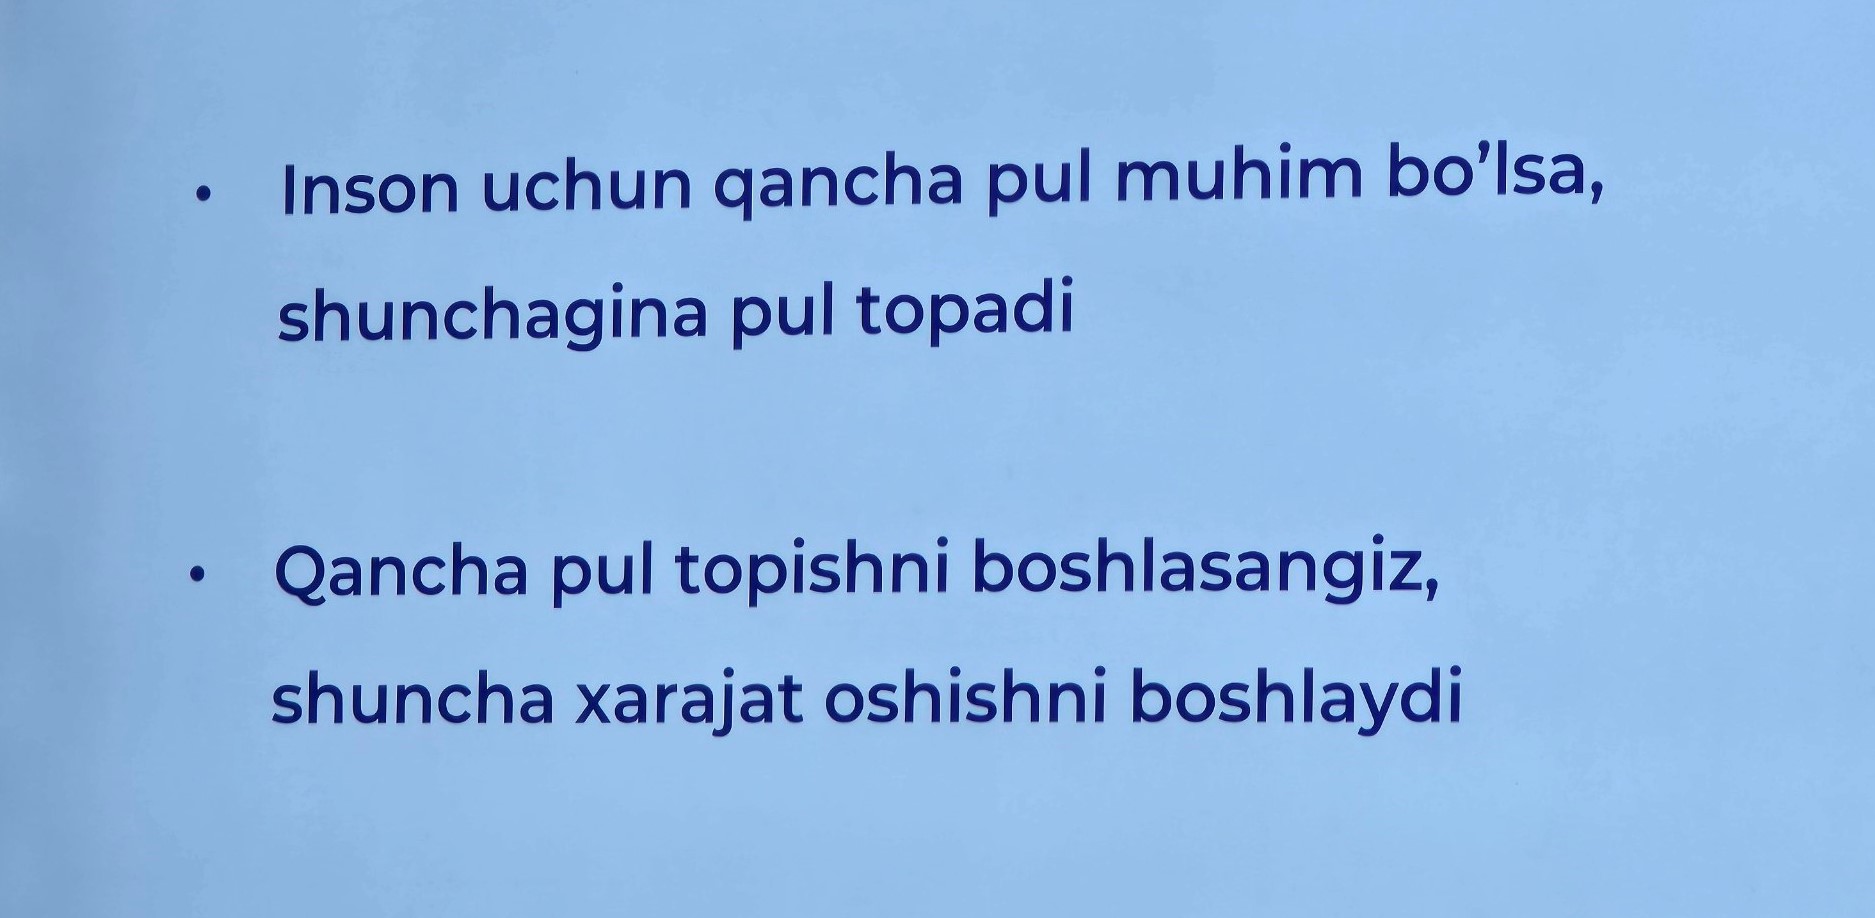 • Inson uchun qancha pul muhim bo’lsa,
shunchagina pul topadi
• Qancha pul topishni boshlasangiz,
shuncha xarajat oshishni boshlaydi